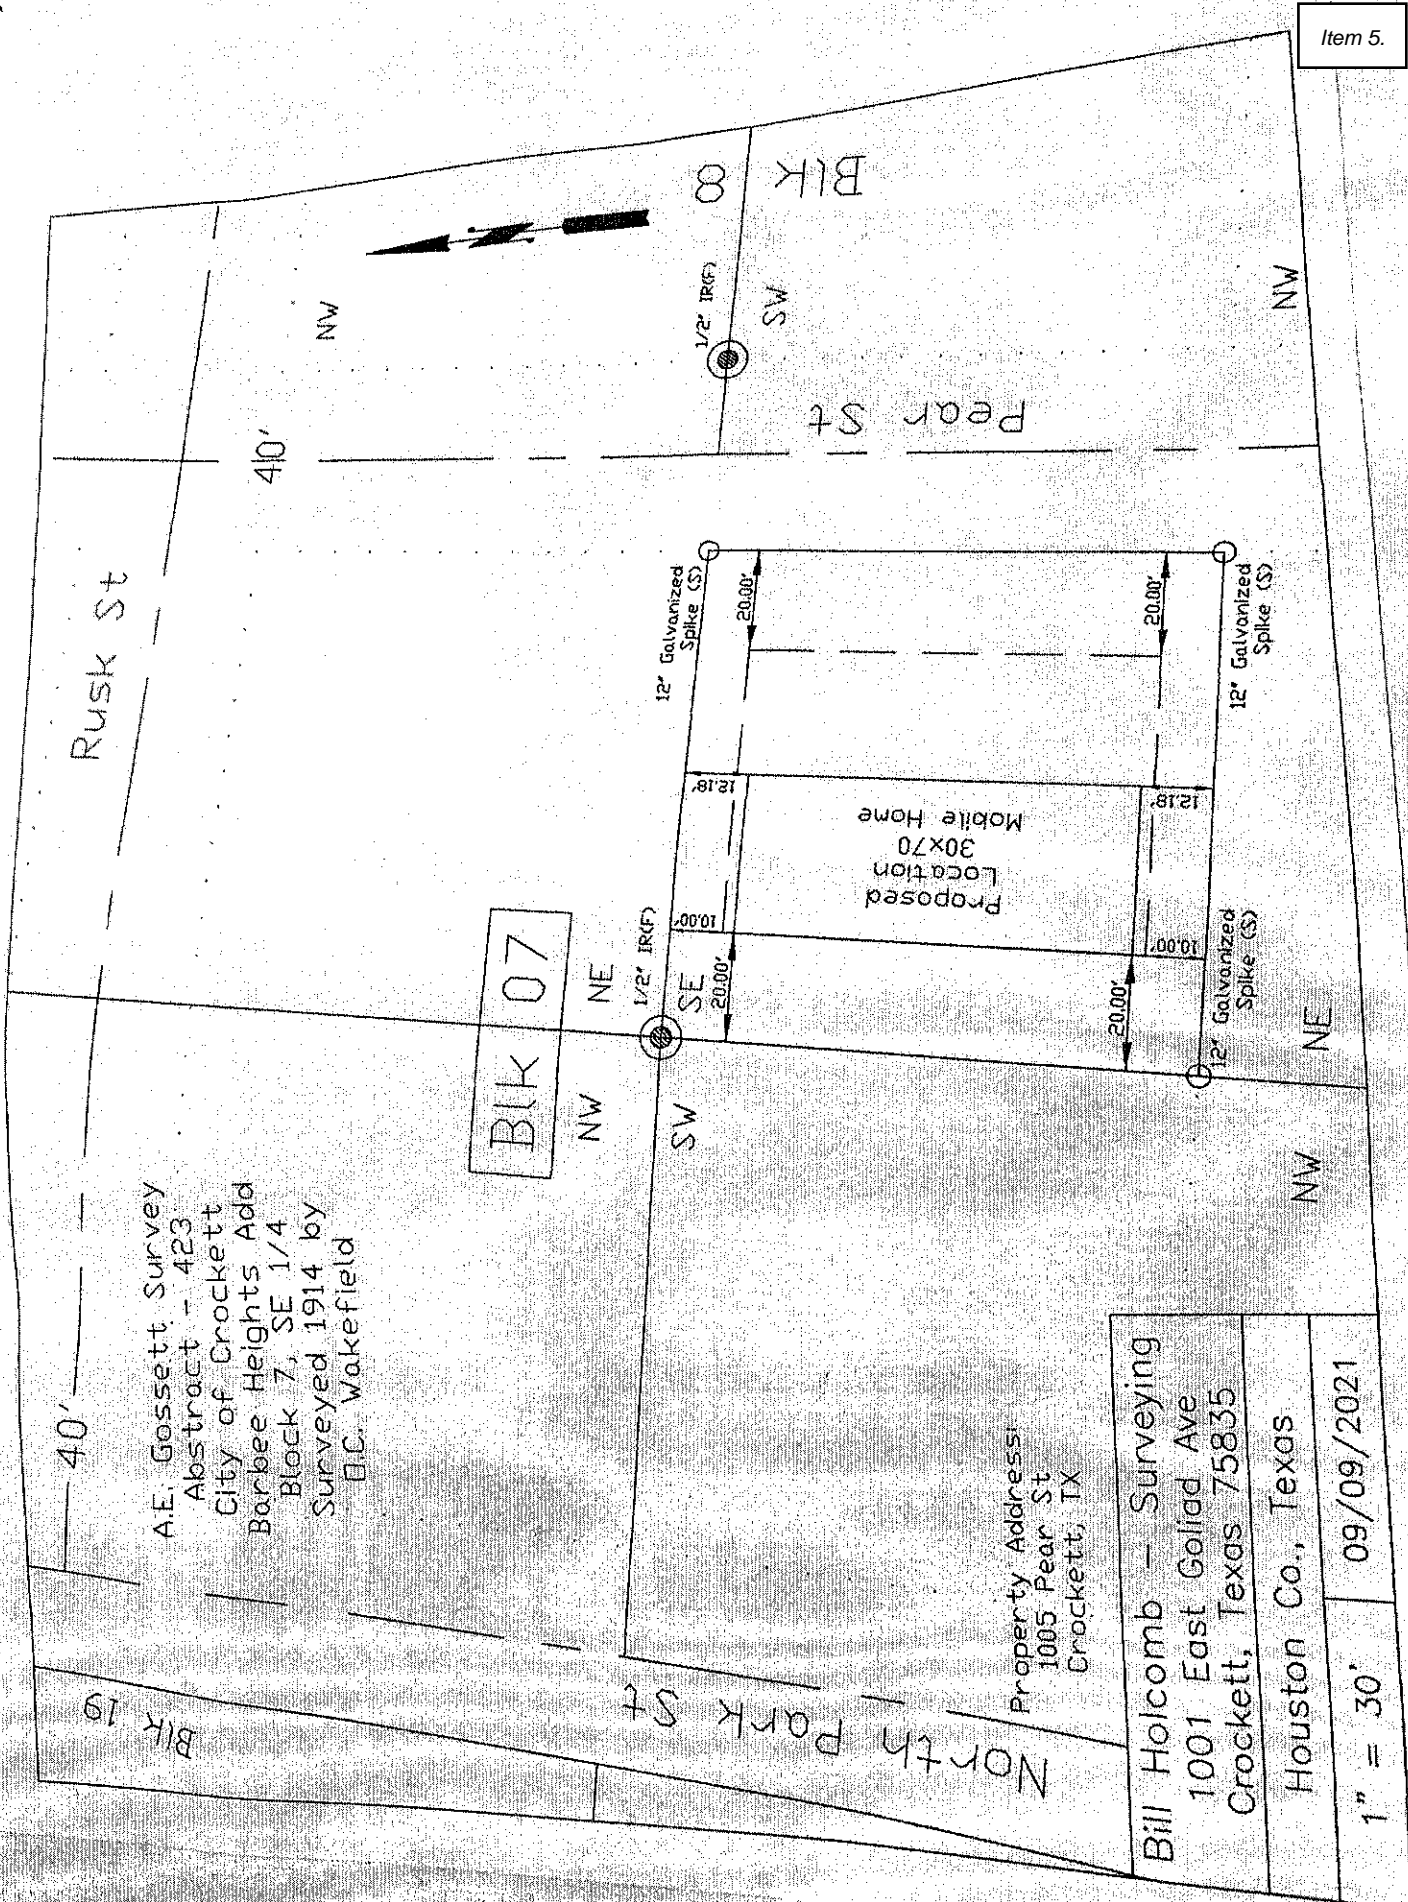 Item 5.
Rusk St
40'
40'
NW
8
Blk
1/2" IR(F)
SW
NW
Pear St
A.E. Gossett Survey
Abstract - 423
City of Crockett
Barbee Heights Add
Block 7, SE 1/4
Surveyed 1914 by
O.C. Wakefield
Blk 07
NW
NE
1/2" IR(F)
SW
SE
12" Galvanized
Spike (S)
20.00'
20.00'
10.00'
12.18'
Proposed
Location
30x70
Mobile Home
20.00'
20.00'
10.00'
12.18'
12" Galvanized
Spike (S)
12" Galvanized
Spike (S)
NW
NE
Blk 19
North Park St
Property Address:
1005 Pear St
Crockett, TX
Bill Holcomb - Surveying
1001 East Goliad Ave
Crockett, Texas 75835
Houston Co., Texas
1" = 30'
09/09/2021